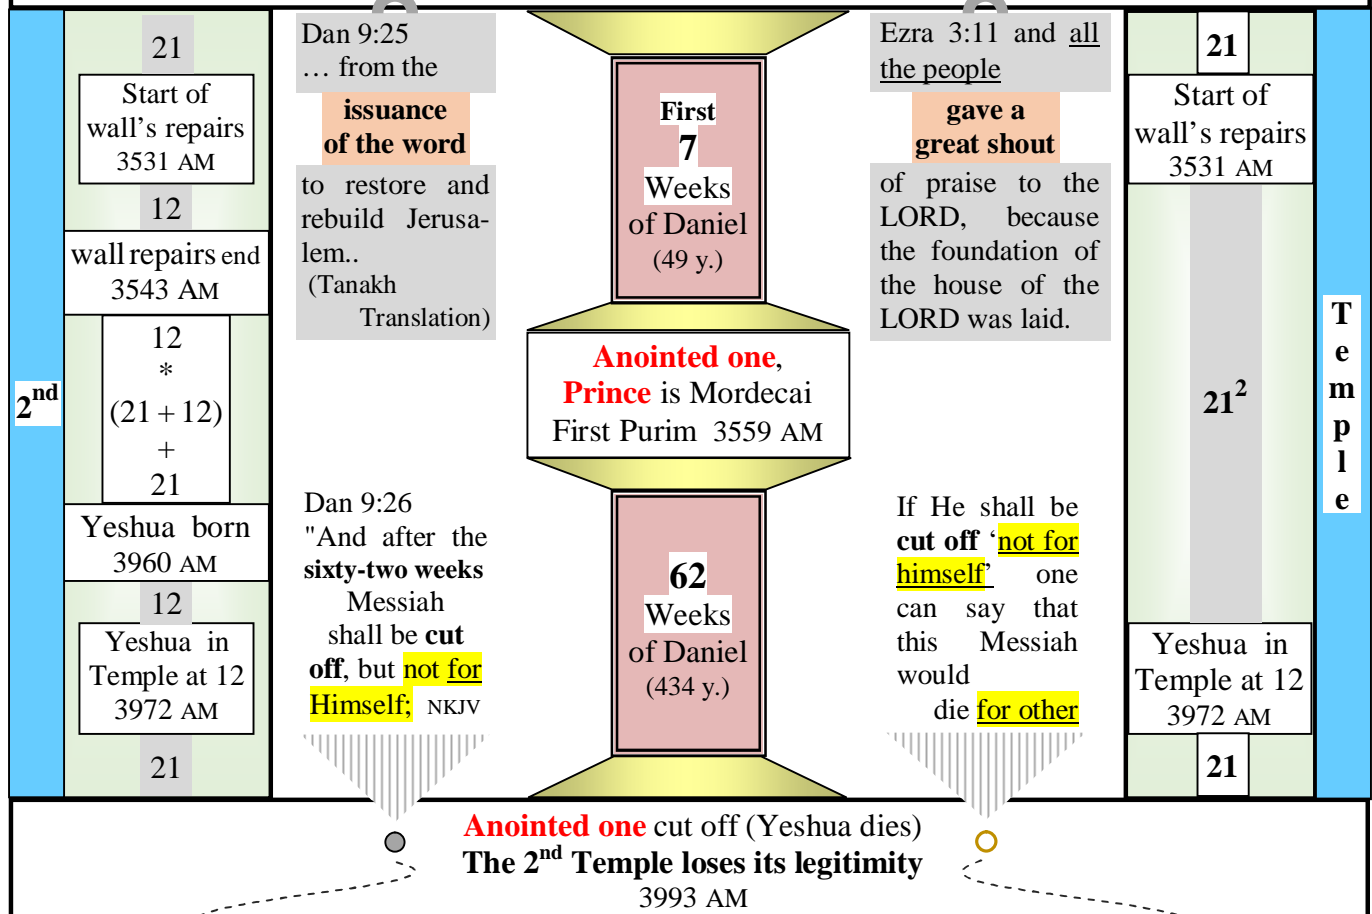 2nd
21
Start of
wall’s repairs
3531 AM
12
wall repairs end
3543 AM
12
*
(21 + 12)
+
21
Yeshua born
3960 AM
12
Yeshua in
Temple at 12
3972 AM
21
Dan 9:25
… from the
issuance
of the word
to restore and
rebuild Jerusa-
lem..
(Tanakh
Translation)
Dan 9:26
"And after the
sixty-two weeks
Messiah
shall be cut
off, but not for
Himself; NKJV
First
7
Weeks
of Daniel
(49 y.)
Anointed one,
Prince is Mordecai
First Purim 3559 AM
62
Weeks
of Daniel
(434 y.)
Ezra 3:11 and all
the people
gave a
great shout
of praise to the
LORD, because
the foundation of
the house of the
LORD was laid.
If He shall be
cut off ‘not for
himself’ one
can say that
this Messiah
would
die for other
21
Start of
wall’s repairs
3531 AM
21²
Yeshua in
Temple at 12
3972 AM
21
T
e
m
p
l
e
Anointed one cut off (Yeshua dies)
The 2nd Temple loses its legitimity
3993 AM